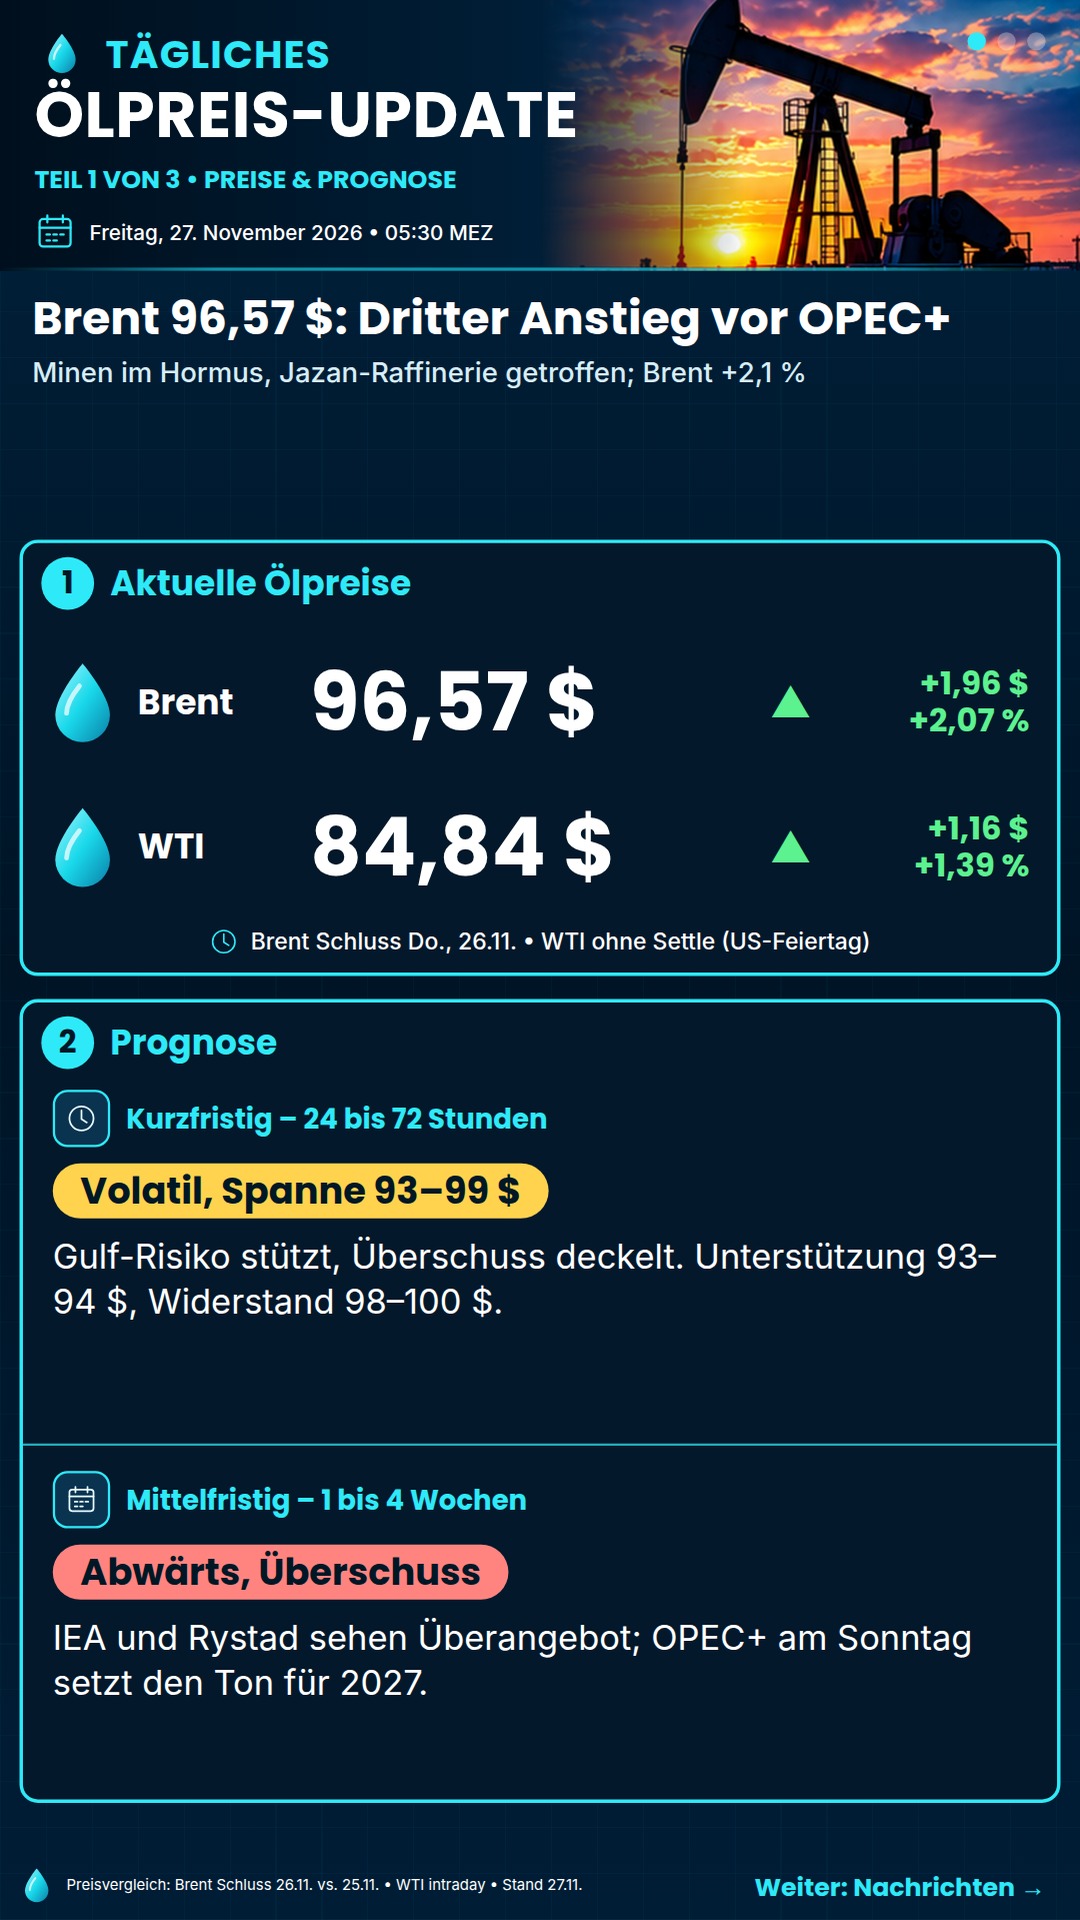 TÄGLICHES
ÖLPREIS-UPDATE
TEIL 1 VON 3 • PREISE & PROGNOSE
Freitag, 27. November 2026 • 05:30 MEZ
Brent 96,57 $: Dritter Anstieg vor OPEC+
Minen im Hormus, Jazan-Raffinerie getroffen; Brent +2,1 %
1 Aktuelle Ölpreise
Brent 96,57 $ ▲ +1,96 $
+2,07 %
WTI 84,84 $ ▲ +1,16 $
+1,39 %
Brent Schluss Do., 26.11. • WTI ohne Settle (US-Feiertag)
2 Prognose
Kurzfristig – 24 bis 72 Stunden
Volatil, Spanne 93–99 $
Gulf-Risiko stützt, Überschuss deckelt. Unterstützung 93–
94 $, Widerstand 98–100 $.
Mittelfristig – 1 bis 4 Wochen
Abwärts, Überschuss
IEA und Rystad sehen Überangebot; OPEC+ am Sonntag
setzt den Ton für 2027.
Preisvergleich: Brent Schluss 26.11. vs. 25.11. • WTI intraday • Stand 27.11.
Weiter: Nachrichten →